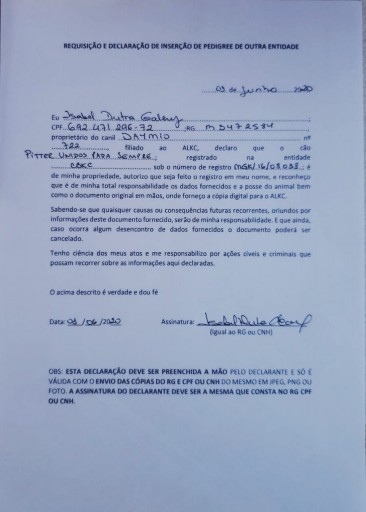 REQUISIÇÃO E DECLARAÇÃO DE INSERÇÃO DE PEDIGREE DE OUTRA ENTIDADE
03 de Junho 2020
Eu Isabel Dutra
CPF 692 471 296-72 ;RG M3472584
proprietário do canil DAYMIO nº
722, filiado ao ALKC, declaro que o cão
PITTER UNIDOS PARA SEMPRE; registrado na entidade
CBKC sob o número de registro MGK/16/03035; é
de minha propriedade, autorizo que seja feito o registro em meu nome, e reconheço
que é de minha total responsabilidade os dados fornecidos e a posse do animal bem
como o documento original em mãos, onde forneço a cópia digital para o ALKC.
Sabendo-se que quaisquer causas ou consequências futuras recorrentes, oriundos por
informações deste documento fornecido, serão de minha responsabilidade. E que ainda,
caso ocorra algum desencontro de dados fornecidos o documento poderá ser
cancelado.
Tenho ciência dos meus atos e me responsabilizo por ações cíveis e criminais que
possam recorrer sobre as informações aqui declaradas.
O acima descrito é verdade e dou fé
Data: 03/06/2020 Assinatura:
(Igual ao RG ou CNH)
OBS: ESTA DECLARAÇÃO DEVE SER PREENCHIDA A MÃO PELO DECLARANTE E SÓ É
VÁLIDA COM O ENVIO DAS CÓPIAS DO RG E CPF OU CNH DO MESMO EM JPEG, PNG OU
FOTO. A ASSINATURA DO DECLARANTE DEVE SER A MESMA QUE CONSTA NO RG CPF
OU CNH.